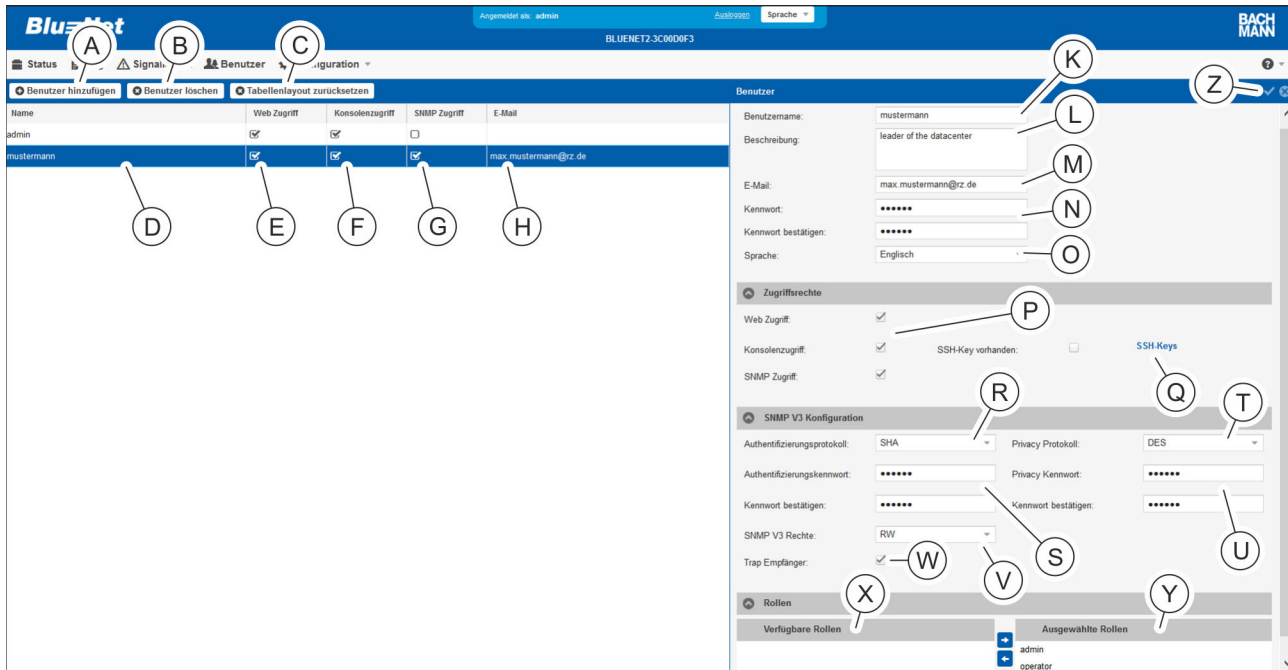 BlueNet
Angemeldet als: admin
Ausloggen
Sprache
BACHMANN
BLUENET2-3C00D0F3
A
B
C
K
Status
Benutzer
?
Z
Benutzer hinzufügen
Benutzer löschen
Tabellenlayout zurücksetzen
Benutzer
Name
Web Zugriff
Konsolenzugriff
SNMP Zugriff
E-Mail
admin
mustermann
max.mustermann@rz.de
D
E
F
G
H
Benutzername:
mustermann
L
Beschreibung:
leader of the datacenter
M
E-Mail:
max.mustermann@rz.de
Kennwort:
••••••
N
Kennwort bestätigen:
••••••
Sprache:
Englisch
O
Zugriffsrechte
Web Zugriff:
P
Konsolenzugriff:
SSH-Key vorhanden:
SSH-Keys
SNMP Zugriff:
Q
R
T
SNMP V3 Konfiguration
Authentifizierungsprotokoll:
SHA
Privacy Protokoll:
DES
Authentifizierungskennwort:
••••••
Privacy Kennwort:
••••••
Kennwort bestätigen:
••••••
Kennwort bestätigen:
••••••
SNMP V3 Rechte:
RW
S
U
Trap Empfänger:
W
V
X
Y
Rollen
Verfügbare Rollen
Ausgewählte Rollen
admin
operator